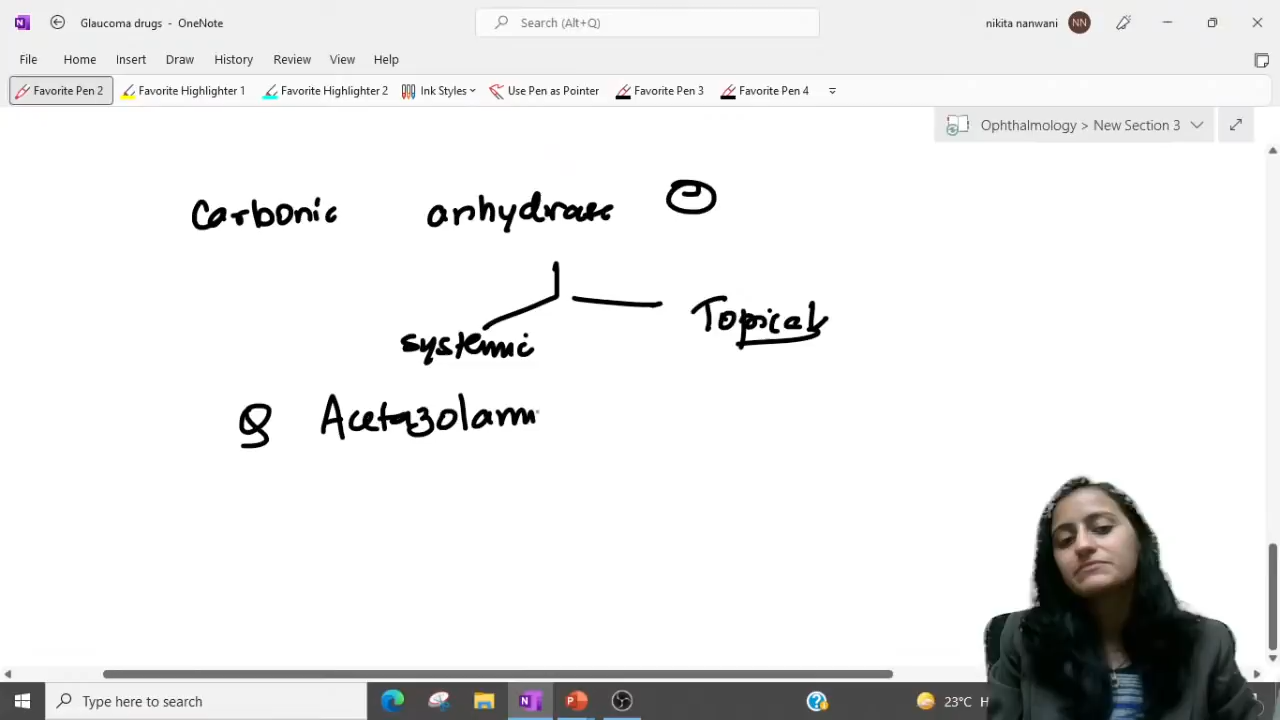 Glaucoma drugs - OneNote
Search (Alt+Q)
nikita nanwani NN
File Home Insert Draw History Review View Help
Favorite Pen 2 Favorite Highlighter 1 Favorite Highlighter 2 Ink Styles Use Pen as Pointer Favorite Pen 3 Favorite Pen 4
Ophthalmology > New Section 3
Carbonic anhydrase
Topical
systemic
Acetazolam
Type here to search
23°C H